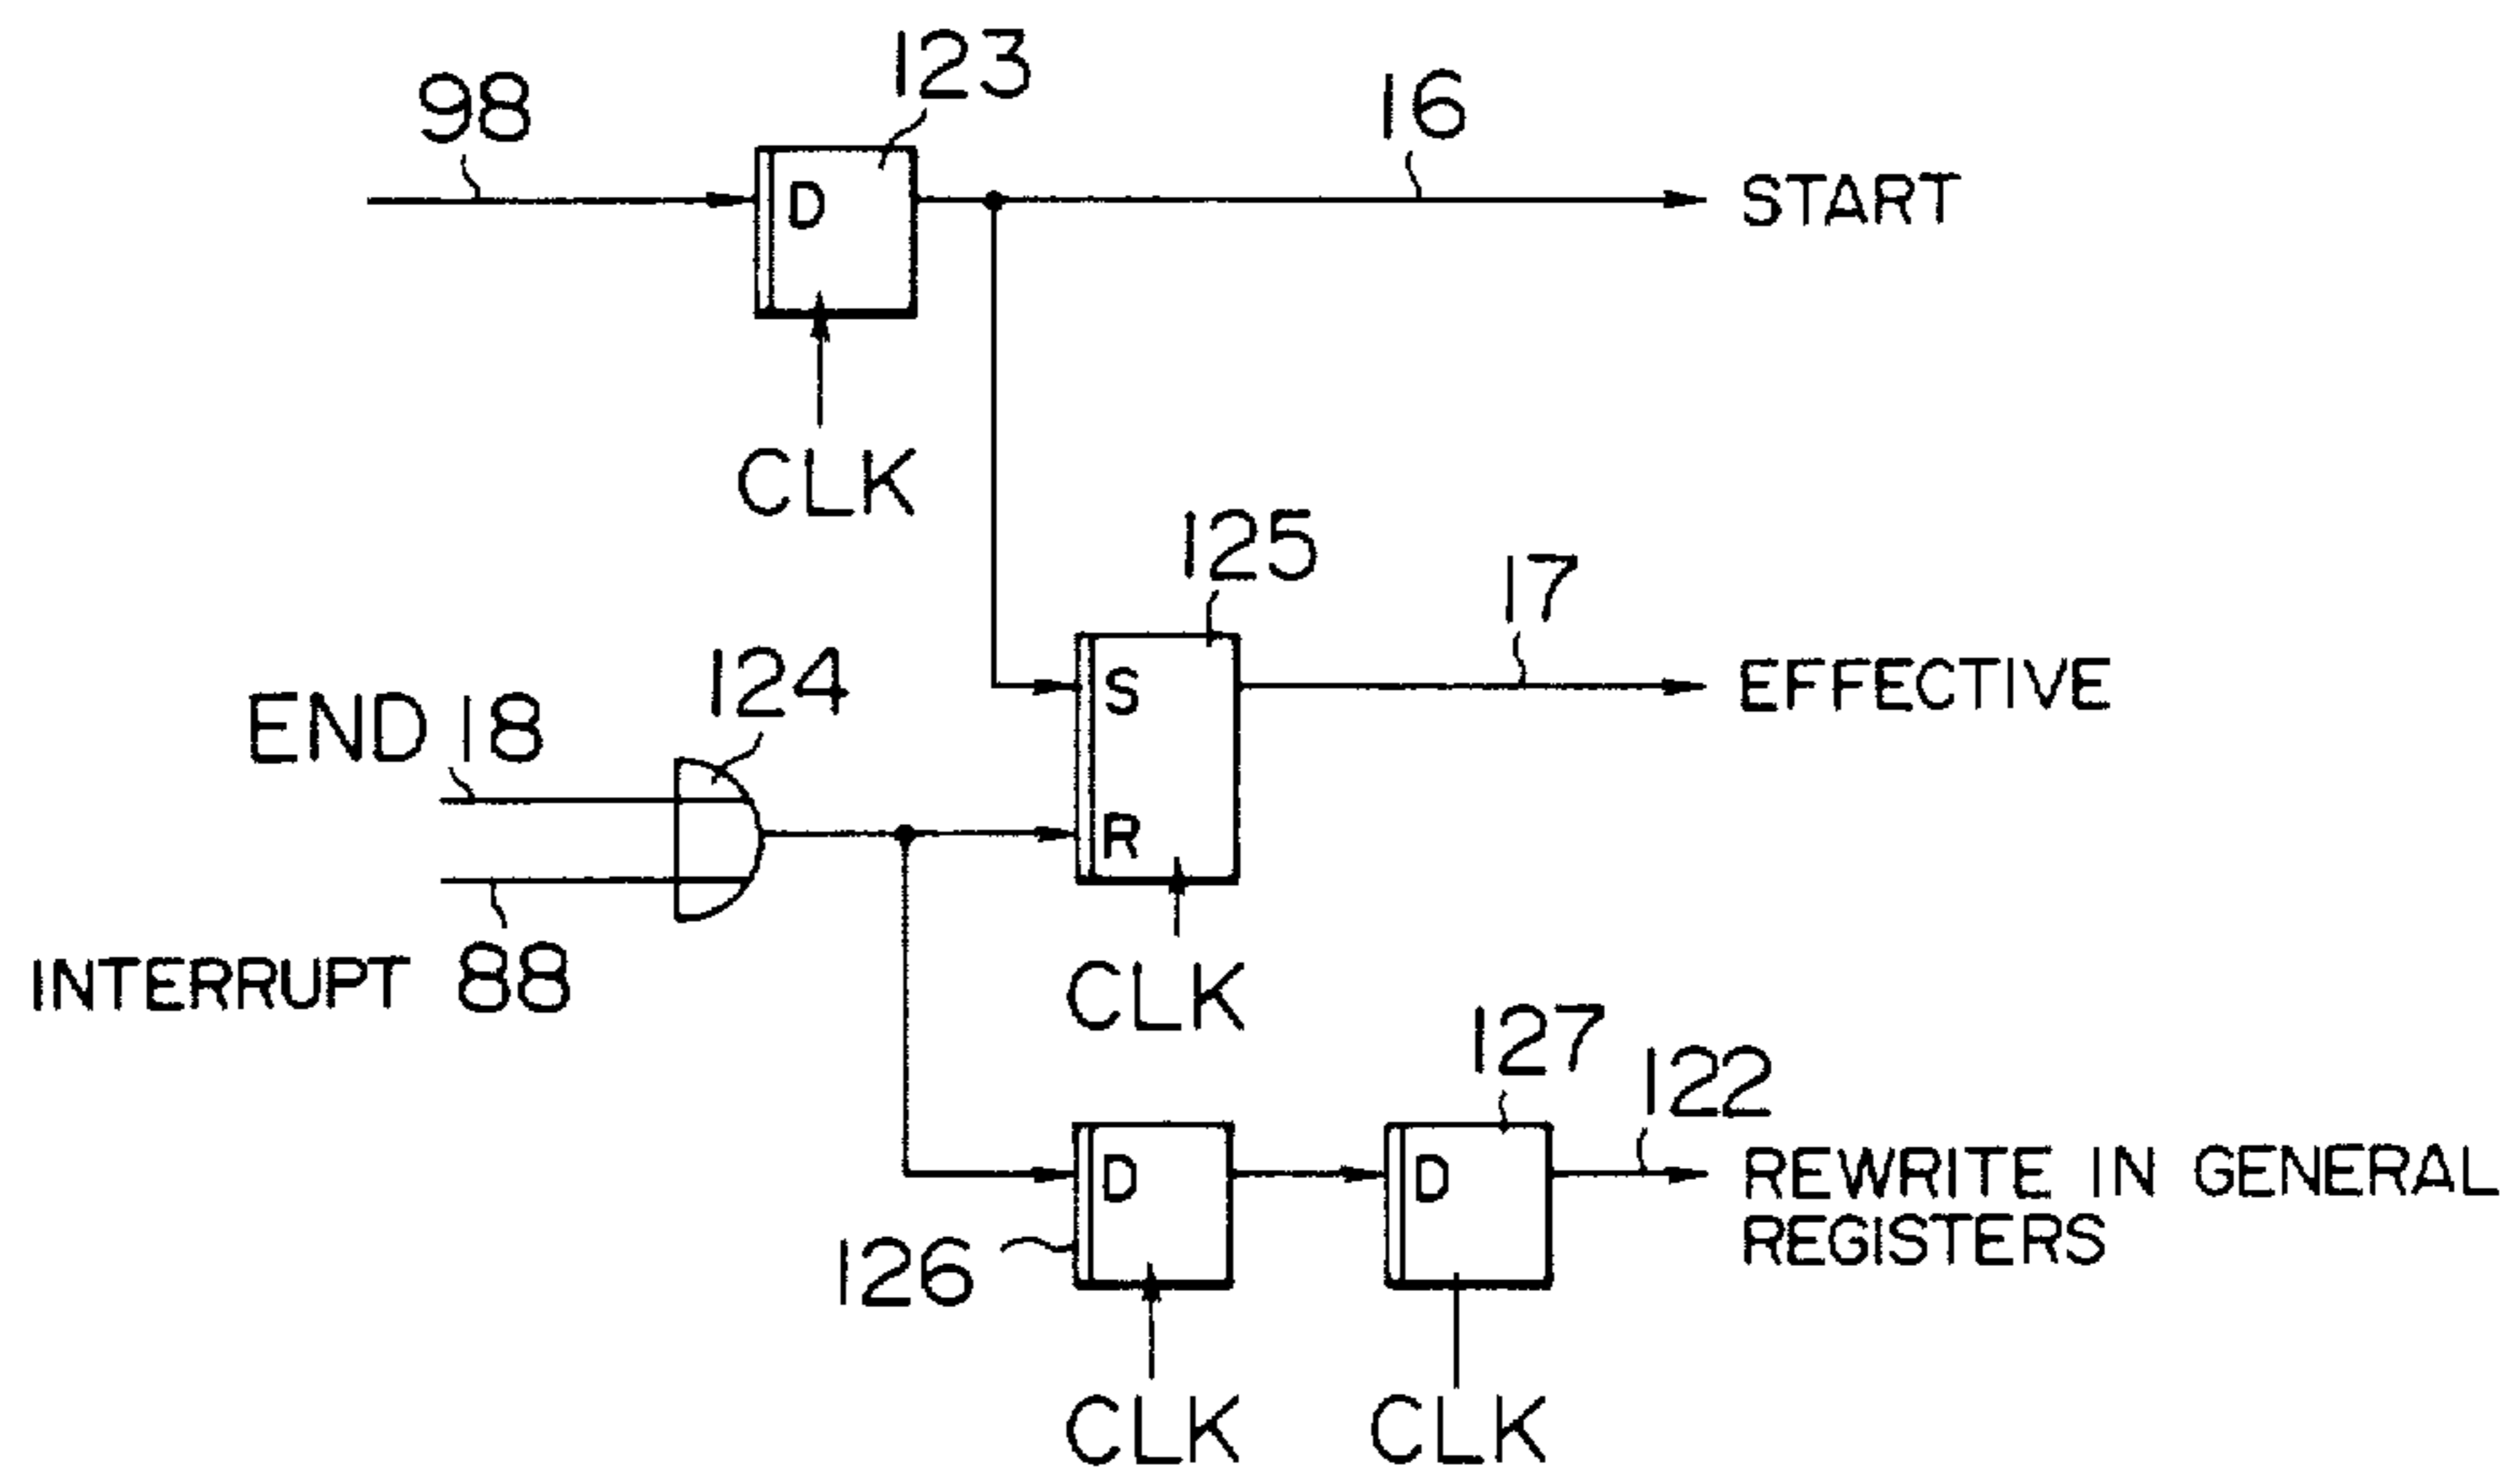 123
98
16
D
START
CLK
125
17
124
S
EFFECTIVE
END 18
R
INTERRUPT 88
CLK
127
122
D
D
REWRITE IN GENERAL
REGISTERS
126
CLK
CLK